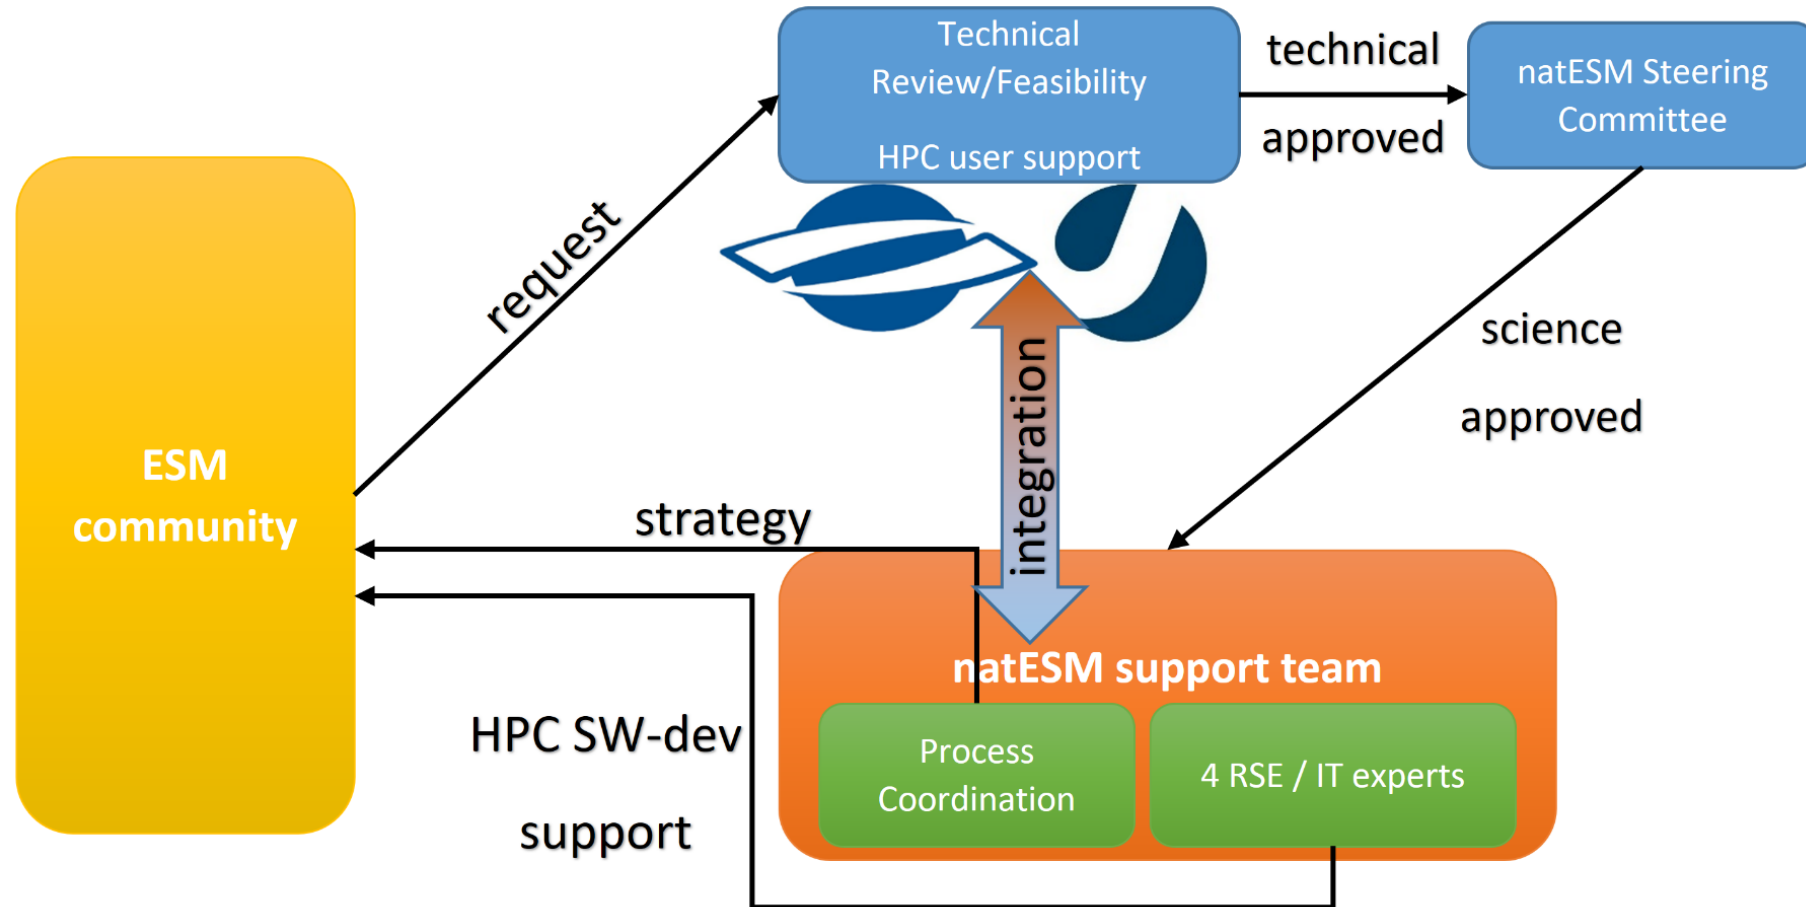 Technical
Review/Feasibility
HPC user support
technical
approved
natESM Steering
Committee
request
science
approved
integration
ESM
community
strategy
natESM support team
HPC SW-dev
support
Process
Coordination
4 RSE / IT experts